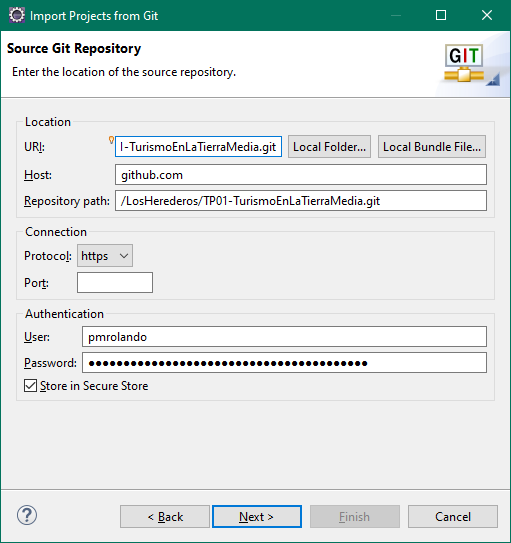 Import Projects from Git
Source Git Repository
Enter the location of the source repository.
GIT
Location
URI: I-TurismoEnLaTierraMedia.git Local Folder... Local Bundle File...
Host: github.com
Repository path: /LosHerederos/TP01-TurismoEnLaTierraMedia.git
Connection
Protocol: https
Port:
Authentication
User: pmrolando
Password: ●●●●●●●●●●●●●●●●●●●●●●●●●●●●●●●●●●●●●●●●
Store in Secure Store
? < Back Next > Finish Cancel